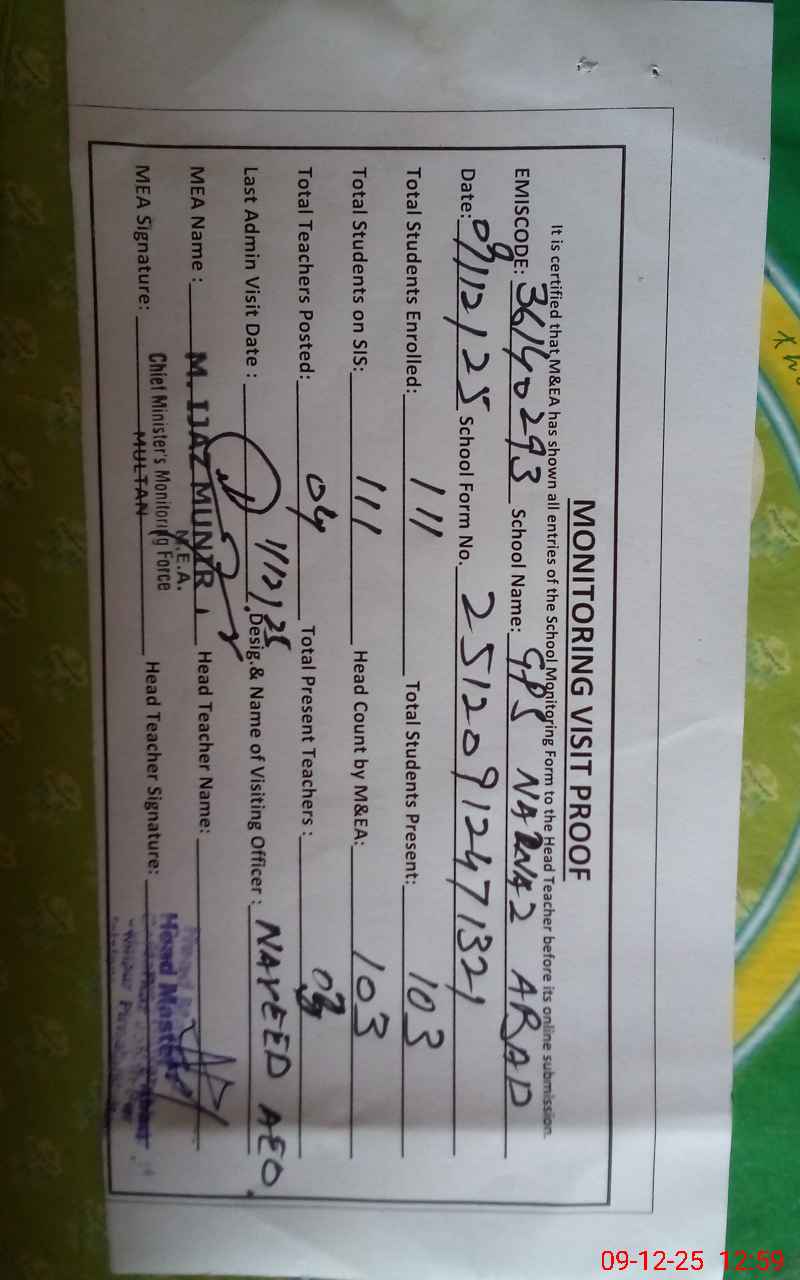 MONITORING VISIT PROOF
It is certified that M&EA has shown all entries of the School Monitoring Form to the Head Teacher before its online submission.
EMISCODE: 36140293 School Name: GPS ARAD
Date: 09/12/25 School Form No. 25120912471321
Total Students Enrolled: 111 Total Students Present: 103
Total Students on SIS: 111 Head Count by M&EA: 103
Total Teachers Posted: 04 Total Present Teachers : 03
Last Admin Visit Date : 1/12/25 Desig.& Name of Visiting Officer : NAVEED AEO.
MEA Name : M. IJAZ MUNIR Head Teacher Name:
M.E.A.
Chief Minister's Monitoring Force
MULTAN
MEA Signature: Head Teacher Signature:
Head Master
09-12-25 12:59